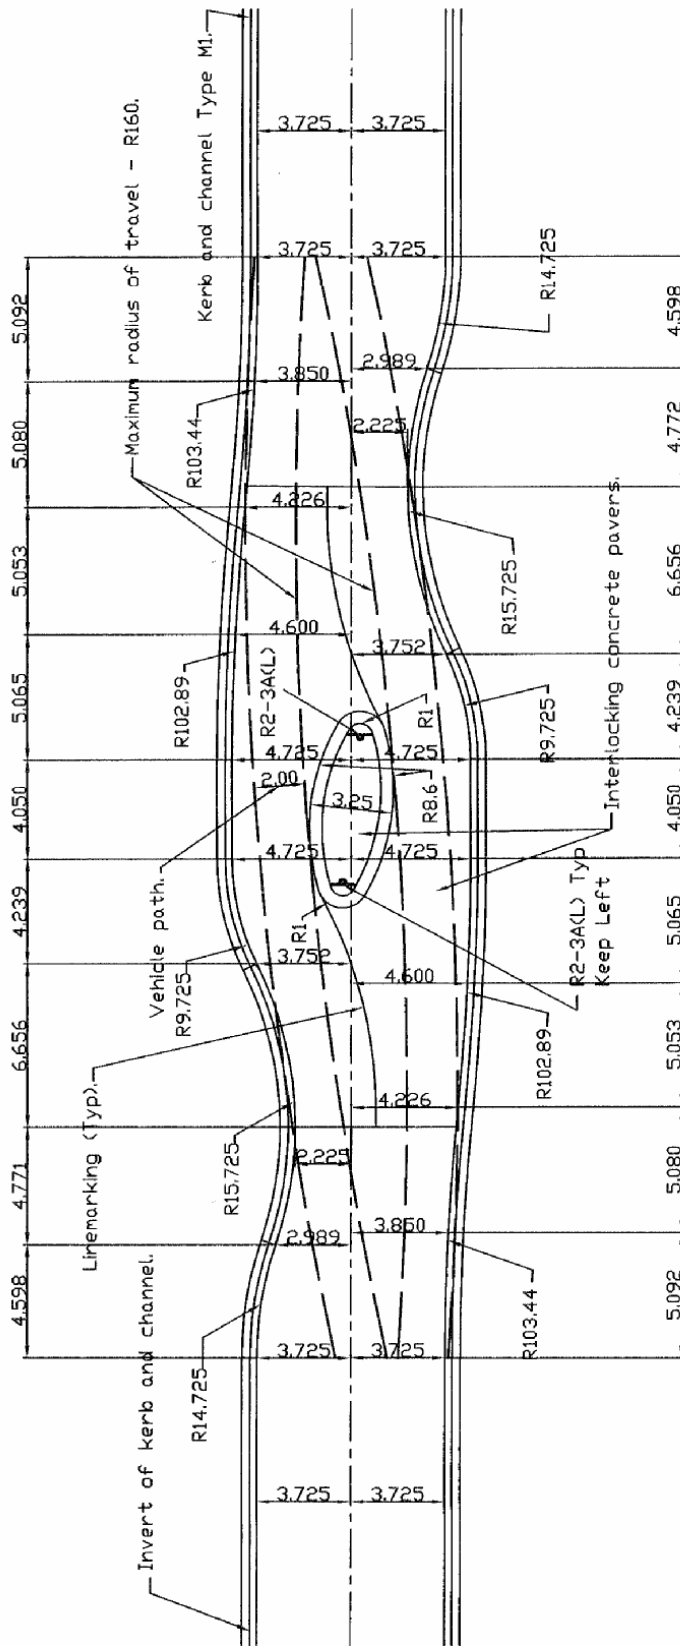 4.598
4.771
6.656
4.239
4.050
5.065
5.053
5.080
5.092
Invert of kerb and channel.
Linemarking (Typ).
Vehicle path.
Maximum radius of travel - R160.
Kerb and channel Type M1.
R14.725
R15.725
R9.725
R102.89
R103.44
R2-3A(L)
3.725
3.725
2.989
2.225
3.752
4.725
2.00
4.725
4.600
4.226
3.850
3.725
3.725
R1
3.25
R8.6
R1
3.725
3.725
3.850
4.226
4.600
4.725
4.725
3.752
2.225
2.989
3.725
3.725
R103.44
R102.89
R2-3A(L) Typ
Keep Left
Interlocking concrete pavers.
R9.725
R15.725
R14.725
5.092
5.080
5.053
5.065
4.050
4.239
6.656
4.772
4.598